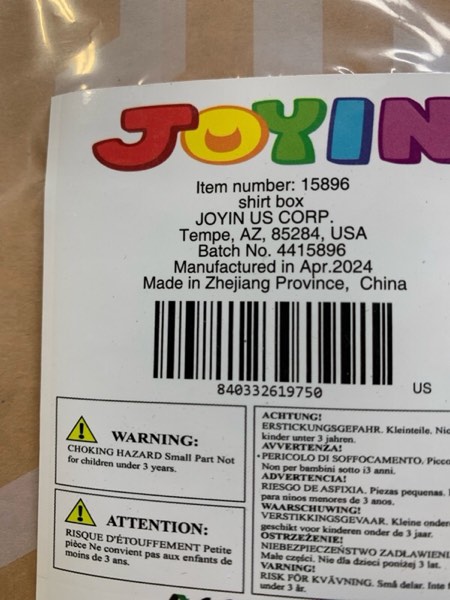 JOYIN
Item number: 15896
shirt box
JOYIN US CORP.
Tempe, AZ, 85284, USA
Batch No. 4415896
Manufactured in Apr.2024
Made in Zhejiang Province, China
840332619750
US
WARNING:
CHOKING HAZARD Small Part Not
for children under 3 years.
ATTENTION:
RISQUE D'ÉTOUFFEMENT Petite
pièce Ne convient pas aux enfants de
moins de 3 ans.
ACHTUNG!
ERSTICKUNGSGEFAHR. Kleinteile.
kinder unter 3 jahren.
AVVERTENZA!
PERICOLO DI SOFFOCAMENTO.
Non per bambini sotto i3 anni.
ADVERTENCIA!
RIESGO DE ASFIXIA. Piezas pequenas.
para ninos menores de 3 anos.
WAARSCHUWING!
VERSTIKKINGSGEVAAR. Kleine
geschikt voor kinderen onder de 3 jaar.
OSTRZEŻENIE!
NIEBEZPIECZEŃSTWO
Małe części. Nie dla dzieci poniżej 3 lat.
VARNING!
RISK FÖR KVÄVNING. Små delar. Inte
under 3 år.